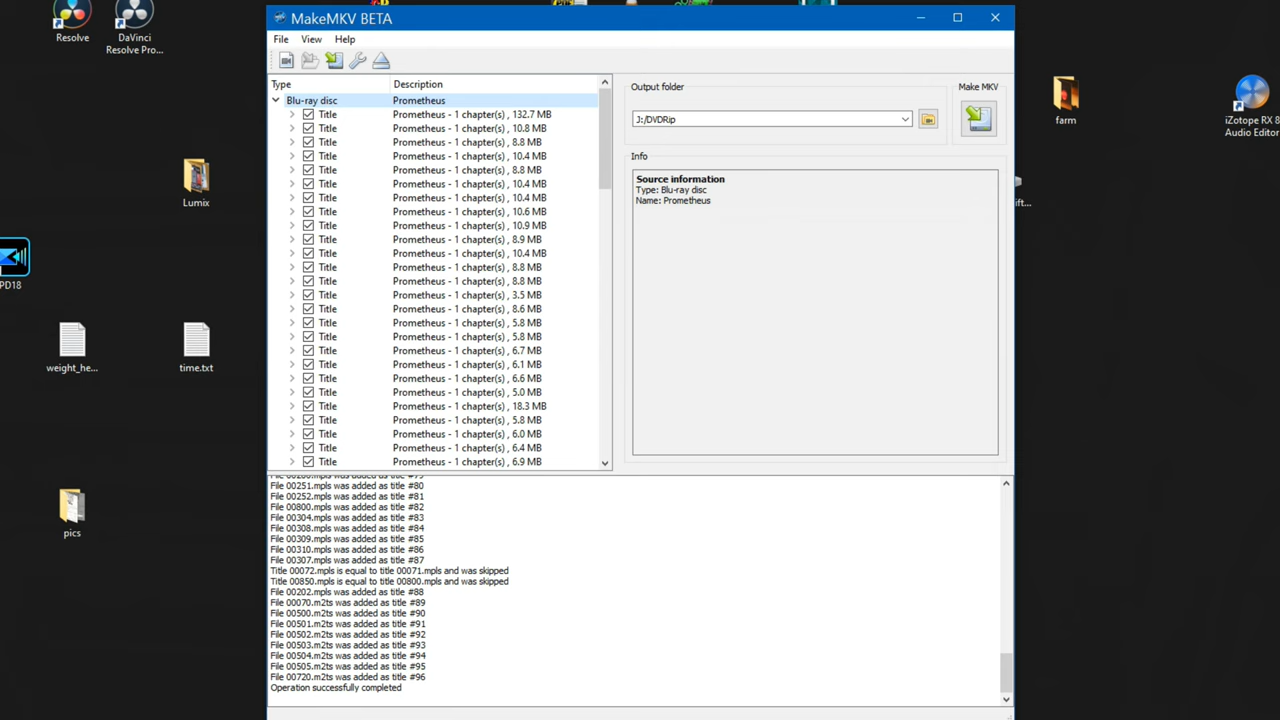 Resolve
DaVinci
Resolve Pro...
MakeMKV BETA
File View Help
Type Description
Blu-ray disc Prometheus
Title Prometheus - 1 chapter(s) , 132.7 MB
Title Prometheus - 1 chapter(s) , 10.8 MB
Title Prometheus - 1 chapter(s) , 8.8 MB
Title Prometheus - 1 chapter(s) , 10.4 MB
Title Prometheus - 1 chapter(s) , 8.8 MB
Title Prometheus - 1 chapter(s) , 10.4 MB
Title Prometheus - 1 chapter(s) , 10.4 MB
Title Prometheus - 1 chapter(s) , 10.6 MB
Title Prometheus - 1 chapter(s) , 10.9 MB
Title Prometheus - 1 chapter(s) , 8.9 MB
Title Prometheus - 1 chapter(s) , 10.4 MB
Title Prometheus - 1 chapter(s) , 8.8 MB
Title Prometheus - 1 chapter(s) , 8.8 MB
Title Prometheus - 1 chapter(s) , 3.5 MB
Title Prometheus - 1 chapter(s) , 8.6 MB
Title Prometheus - 1 chapter(s) , 5.8 MB
Title Prometheus - 1 chapter(s) , 5.8 MB
Title Prometheus - 1 chapter(s) , 6.7 MB
Title Prometheus - 1 chapter(s) , 6.1 MB
Title Prometheus - 1 chapter(s) , 6.6 MB
Title Prometheus - 1 chapter(s) , 5.0 MB
Title Prometheus - 1 chapter(s) , 18.3 MB
Title Prometheus - 1 chapter(s) , 5.8 MB
Title Prometheus - 1 chapter(s) , 6.0 MB
Title Prometheus - 1 chapter(s) , 6.4 MB
Title Prometheus - 1 chapter(s) , 6.9 MB
Output folder
J:/DVDRip
Make MKV
Info
Source information
Type: Blu-ray disc
Name: Prometheus
File 00251.mpls was added as title #80
File 00252.mpls was added as title #81
File 00800.mpls was added as title #82
File 00304.mpls was added as title #83
File 00308.mpls was added as title #84
File 00309.mpls was added as title #85
File 00310.mpls was added as title #86
File 00307.mpls was added as title #87
Title 00072.mpls is equal to title 00071.mpls and was skipped
Title 00850.mpls is equal to title 00800.mpls and was skipped
File 00202.mpls was added as title #88
File 00070.m2ts was added as title #89
File 00500.m2ts was added as title #90
File 00501.m2ts was added as title #91
File 00502.m2ts was added as title #92
File 00503.m2ts was added as title #93
File 00504.m2ts was added as title #94
File 00505.m2ts was added as title #95
File 00720.m2ts was added as title #96
Operation successfully completed
Lumix
PD18
weight_he...
time.txt
pics
farm
iZotope RX 8
Audio Editor